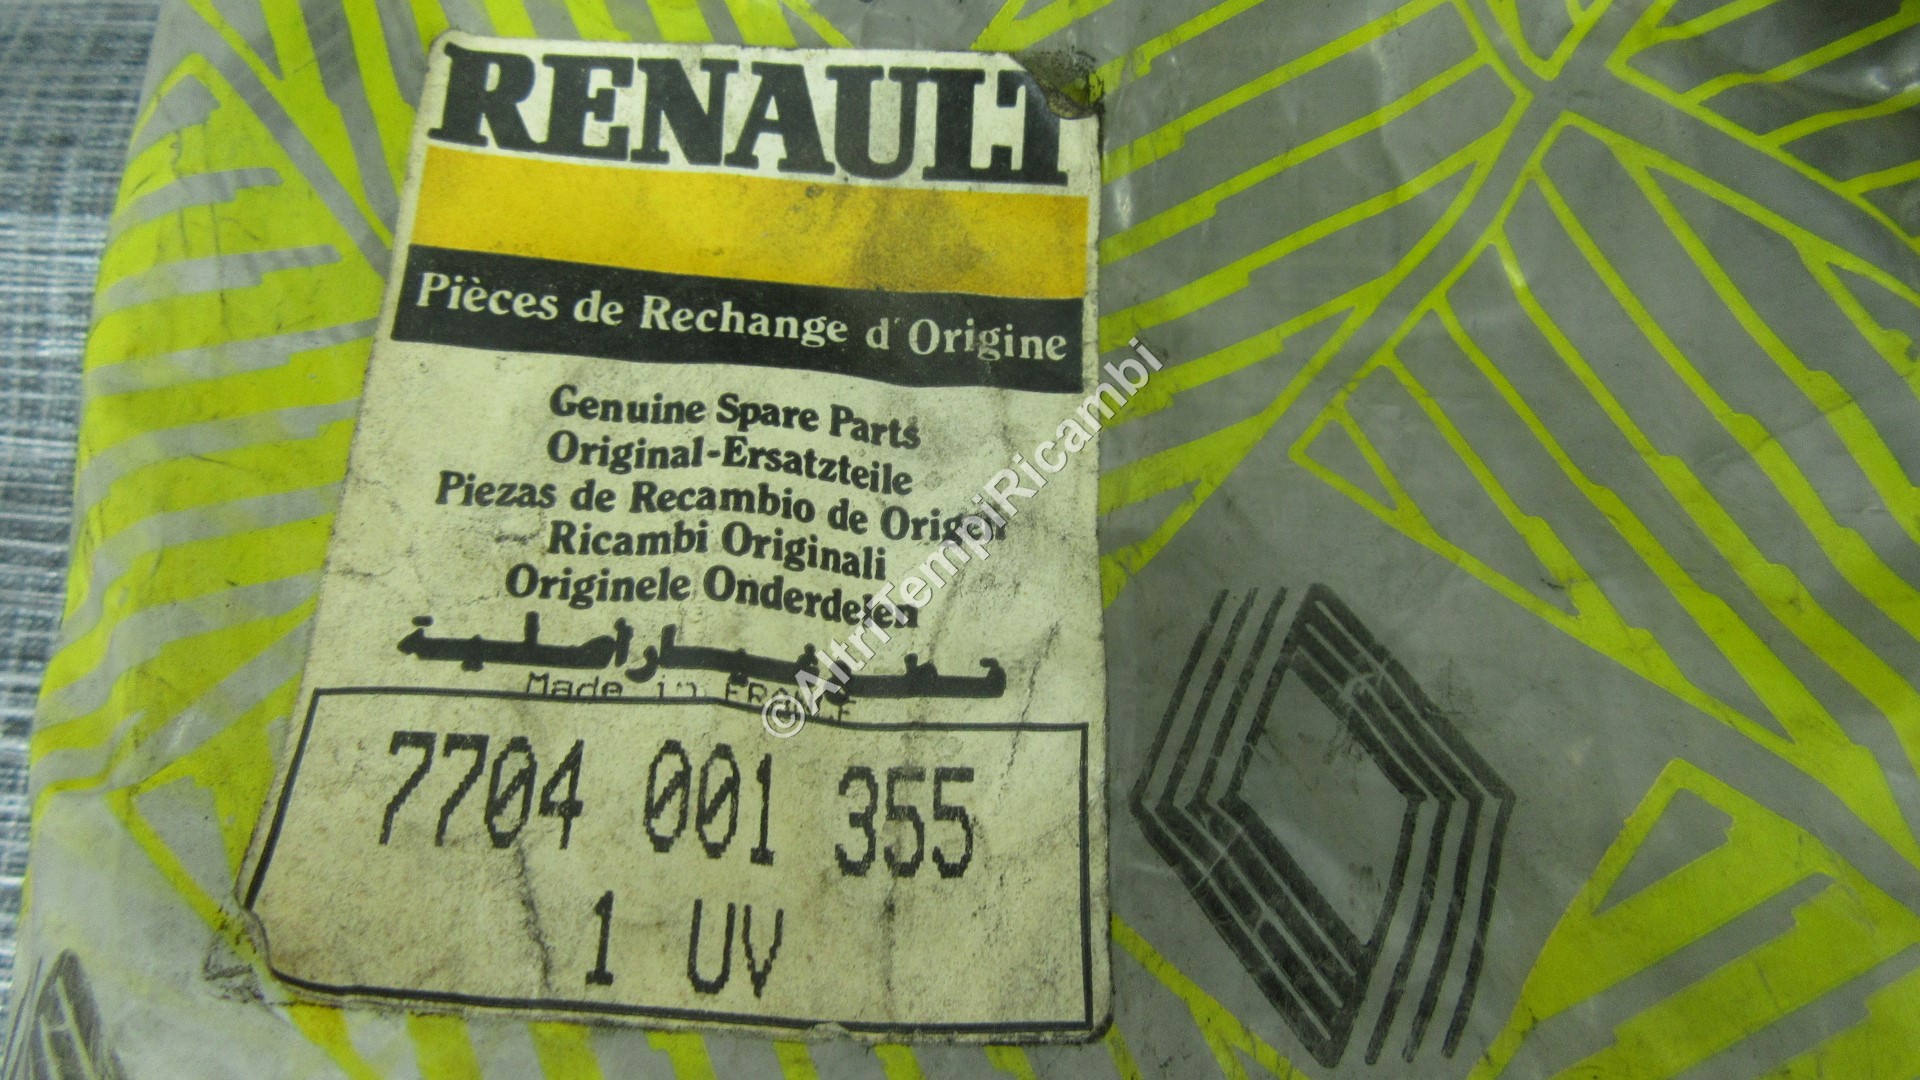 RENAULT
Pièces de Rechange d'Origine
Genuine Spare Parts
Original-Ersatzteile
Piezas de Recambio de Origen
Ricambi Originali
Originele Onderdelen
قطع غيار أصلية
Made in FRANCE
7704 001 355
1 UV
©AltriTempiRicambi